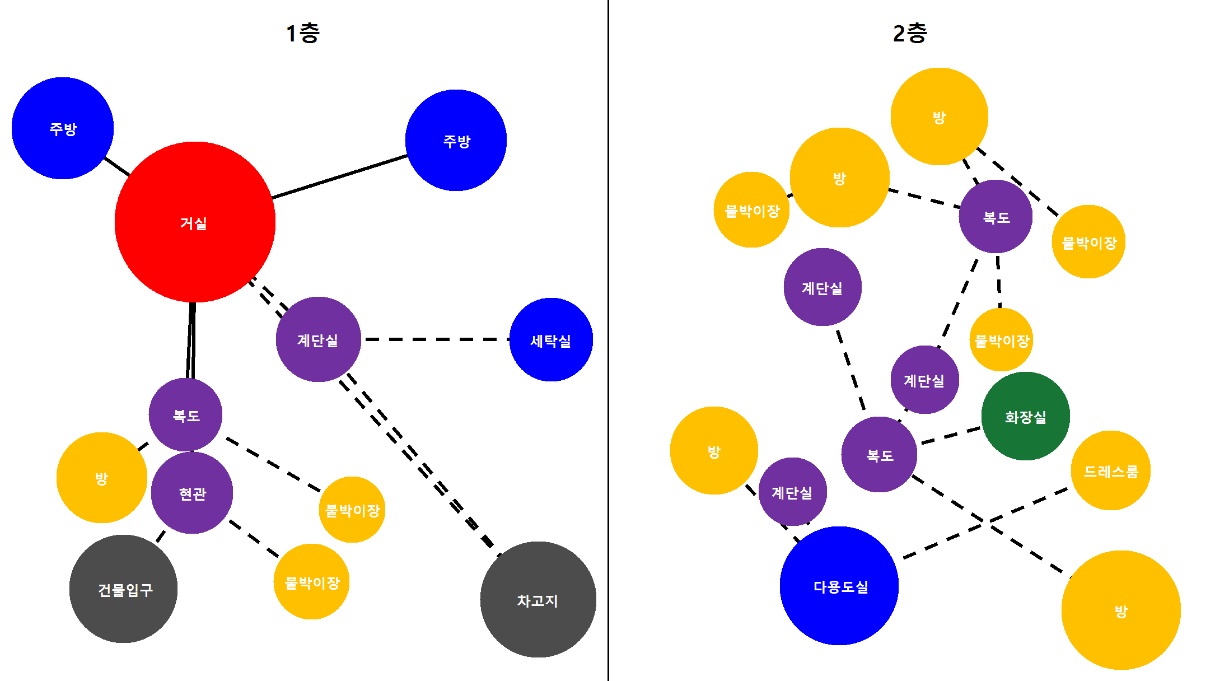 1층
주방
주방
거실
계단실
세탁실
복도
방
현관
붙박이장
붙박이장
건물입구
차고지
2층
방
방
붙박이장
복도
붙박이장
계단실
붙박이장
계단실
화장실
방
복도
드레스룸
계단실
다용도실
방